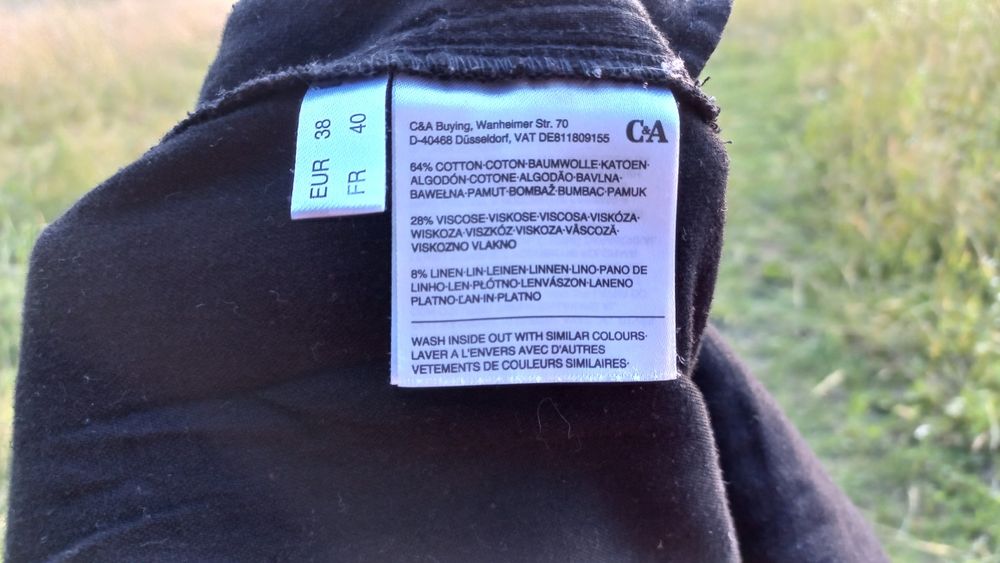 EUR 38
FR 40
C&A Buying, Wanheimer Str. 70
D-40468 Düsseldorf, VAT DE811809155
C&A
64% COTTON·COTON·BAUMWOLLE·KATOEN·
ALGODÓN·COTONE·ALGODÃO·BAVLNA·
BAWEŁNA·PAMUT·BOMBAŽ·BUMBAC·PAMUK
28% VISCOSE·VISKOSE·VISCOSA·VISKÓZA·
WISKOZA·VISZKÓZ·VISKOZA·VÂSCOZĂ·
VISKOZNO VLAKNO
8% LINEN·LIN·LEINEN·LINNEN·LINO·PANO DE
LINHO·LEN·PŁÓTNO·LENVÁSZON·LANENO
PLATNO·ĽAN·IN·PLATNO
WASH INSIDE OUT WITH SIMILAR COLOURS·
LAVER A L'ENVERS AVEC D'AUTRES
VETEMENTS DE COULEURS SIMILAIRES·